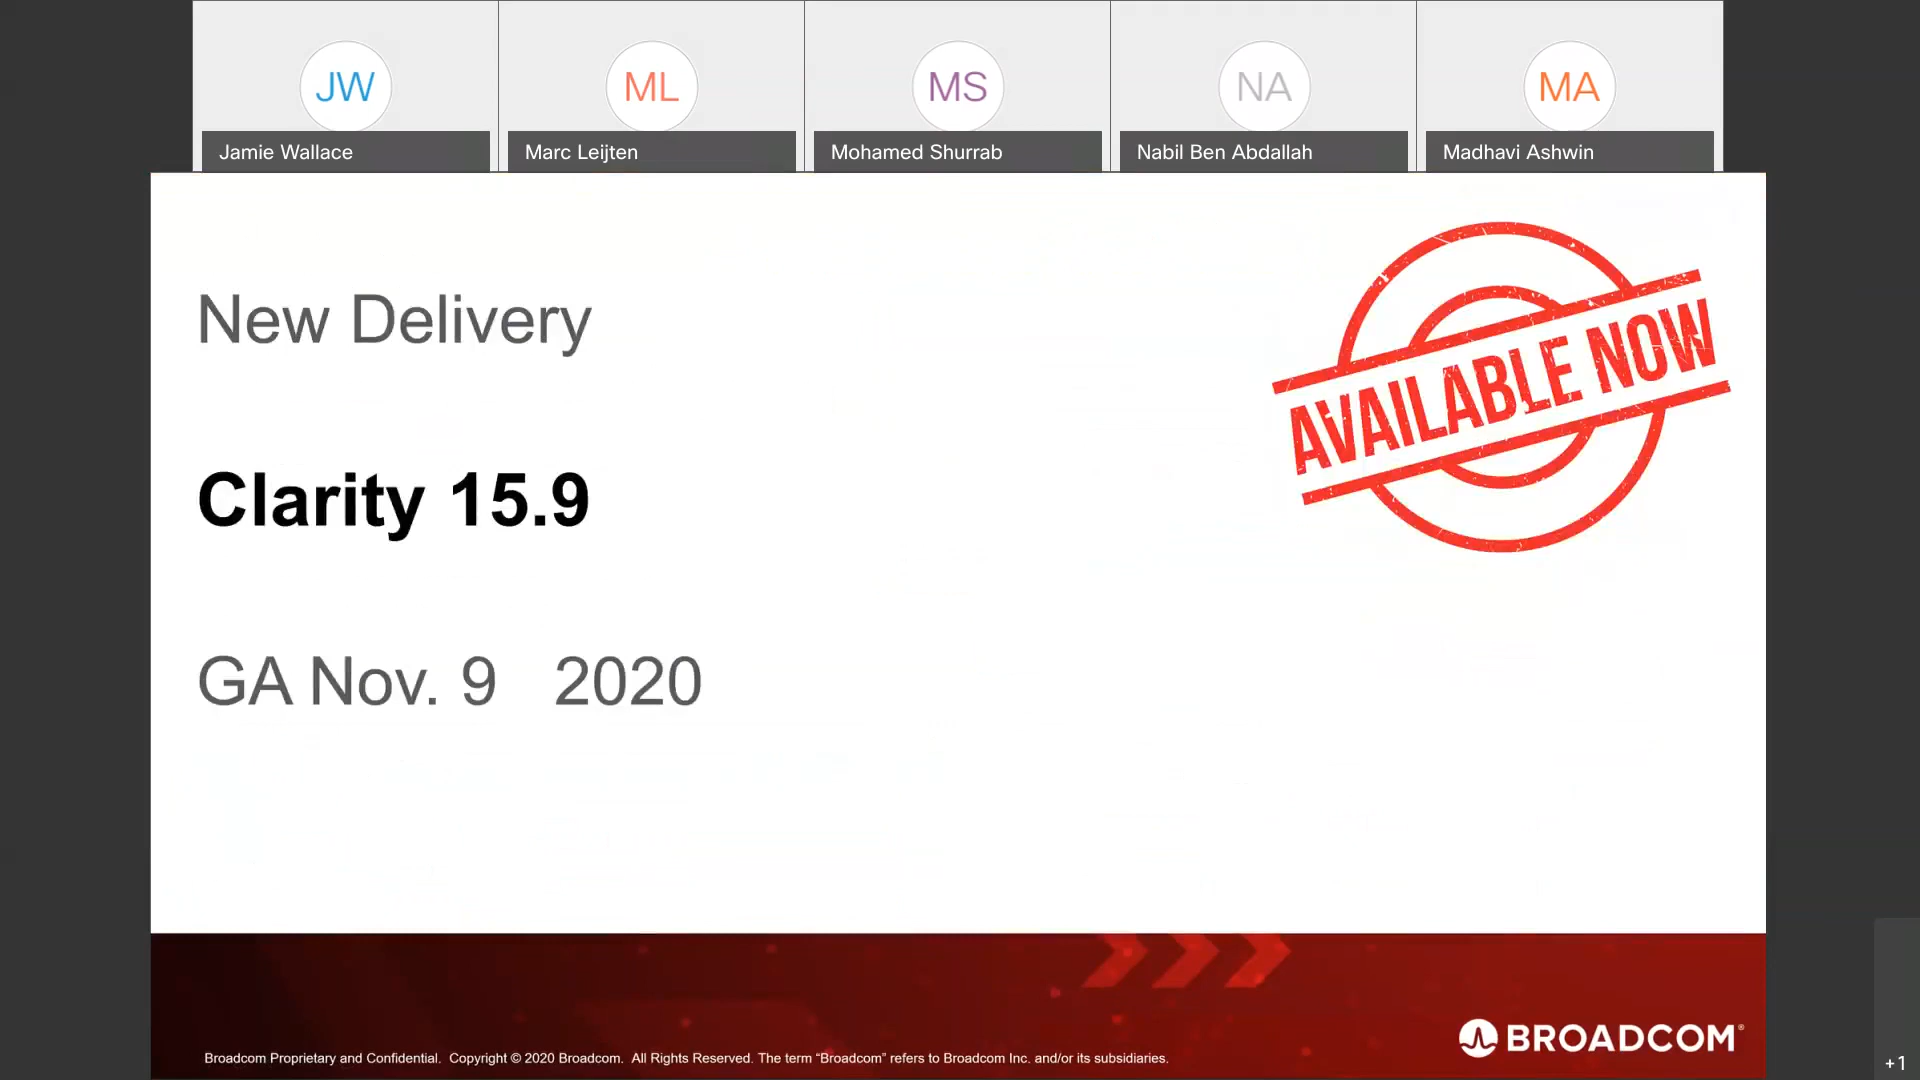 JW
ML
MS
NA
MA
Jamie Wallace
Marc Leijten
Mohamed Shurrab
Nabil Ben Abdallah
Madhavi Ashwin
New Delivery
AVAILABLE NOW
Clarity 15.9
GA Nov. 9 2020
BROADCOM®
Broadcom Proprietary and Confidential. Copyright © 2020 Broadcom. All Rights Reserved. The term “Broadcom” refers to Broadcom Inc. and/or its subsidiaries.
+1